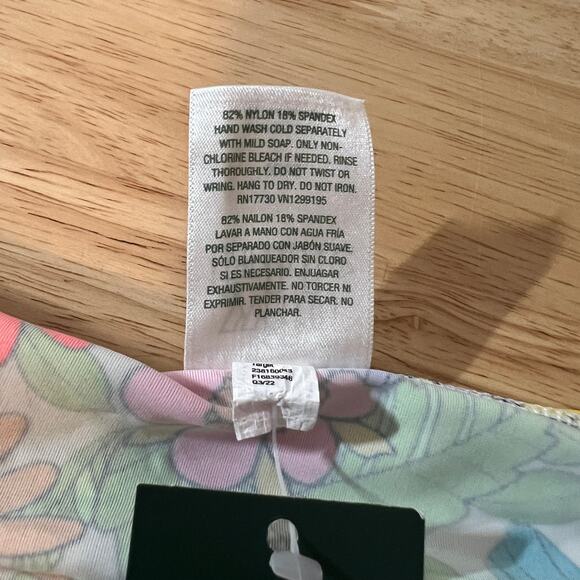 82% NYLON 18% SPANDEX
HAND WASH COLD SEPARATELY
WITH MILD SOAP. ONLY NON-
CHLORINE BLEACH IF NEEDED. RINSE
THOROUGHLY. DO NOT TWIST OR
WRING. HANG TO DRY. DO NOT IRON.
RN17730 VN1299195
82% NAILON 18% SPANDEX
LAVAR A MANO CON AGUA FRÍA
POR SEPARADO CON JABÓN SUAVE.
SÓLO BLANQUEADOR SIN CLORO
SI ES NECESARIO. ENJUAGAR
EXHAUSTIVAMENTE. NO TORCER NI
EXPRIMIR. TENDER PARA SECAR. NO
PLANCHAR.
Target
F16839346
Q3/22